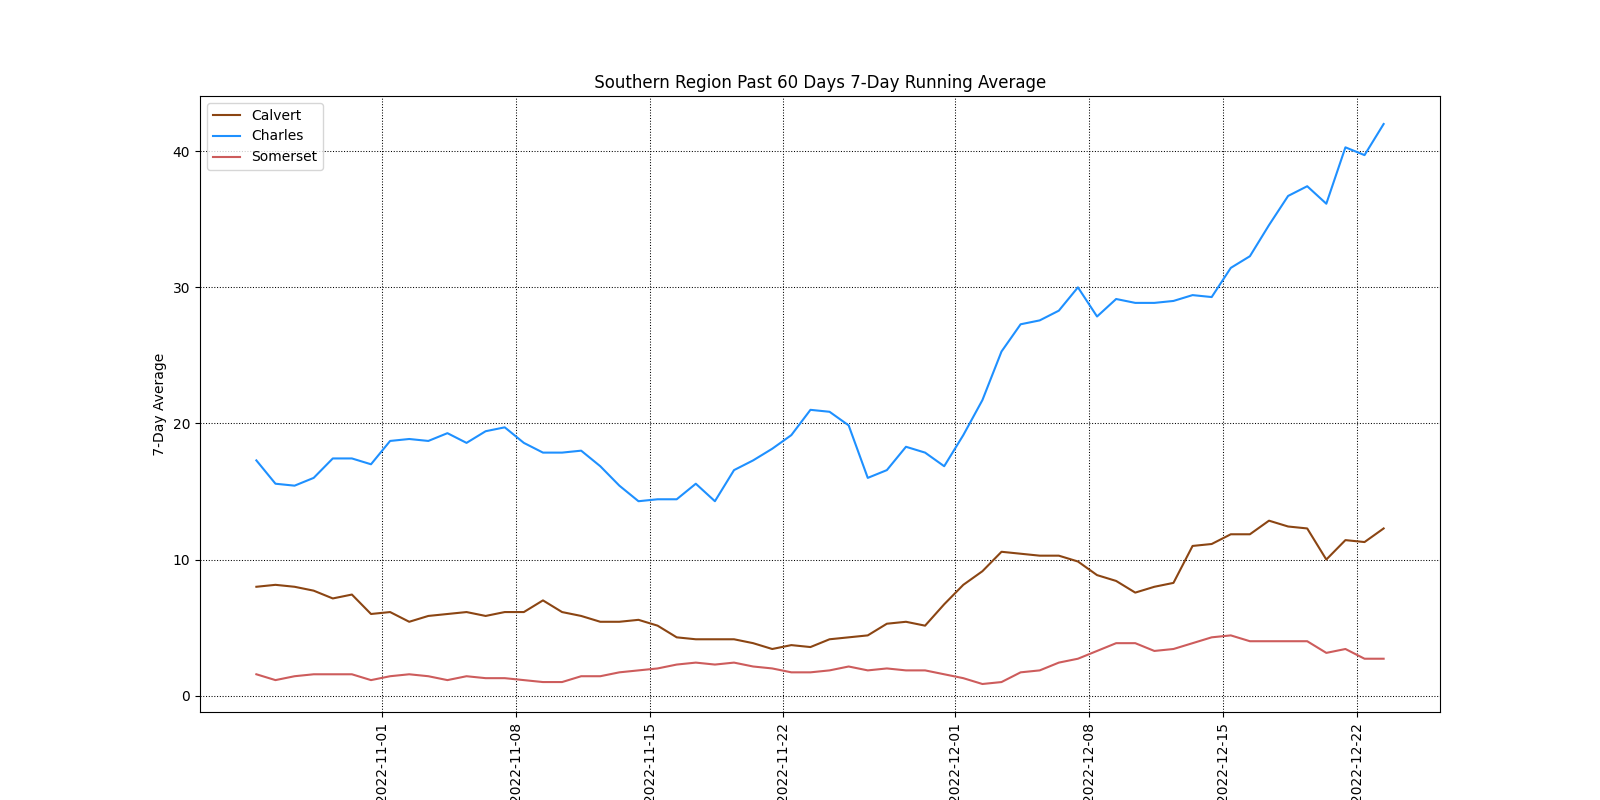 Southern Region Past 60 Days 7-Day Running Average
Calvert
Charles
Somerset
7-Day Average
40
30
20
10
0
2022-11-01
2022-11-08
2022-11-15
2022-11-22
2022-12-01
2022-12-08
2022-12-15
2022-12-22